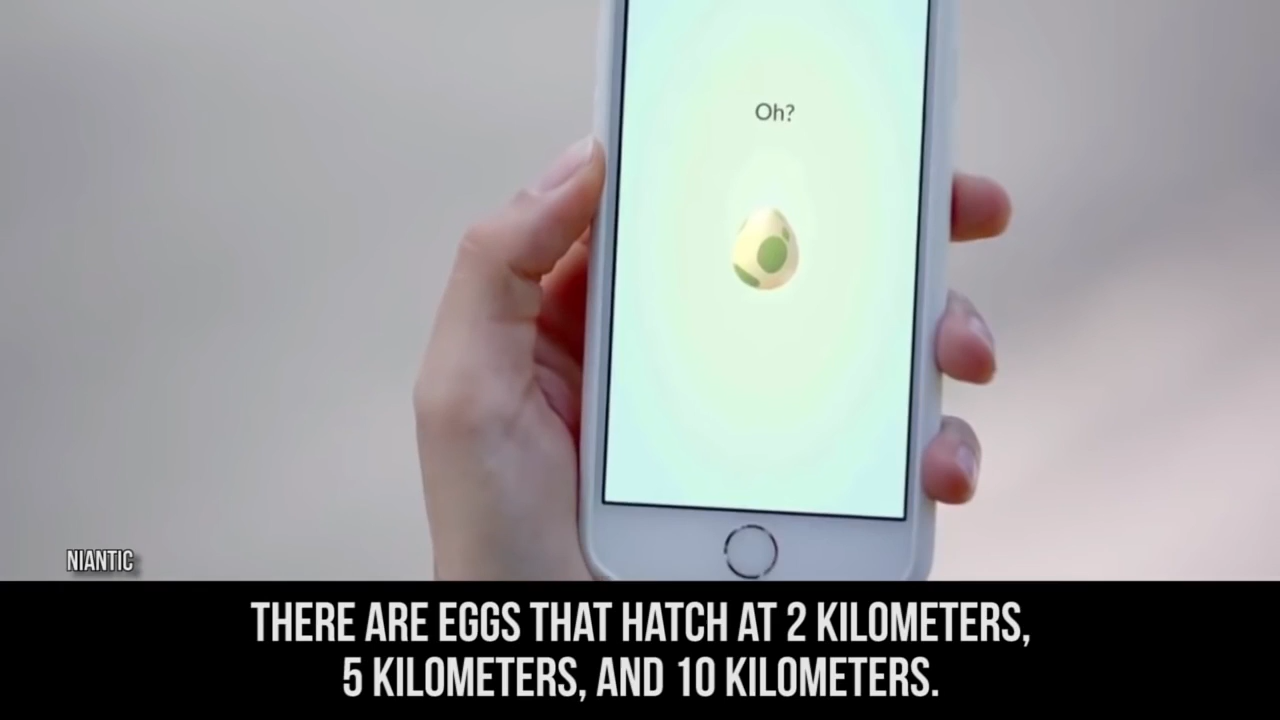 Oh?
NIANTIC
THERE ARE EGGS THAT HATCH AT 2 KILOMETERS,
5 KILOMETERS, AND 10 KILOMETERS.